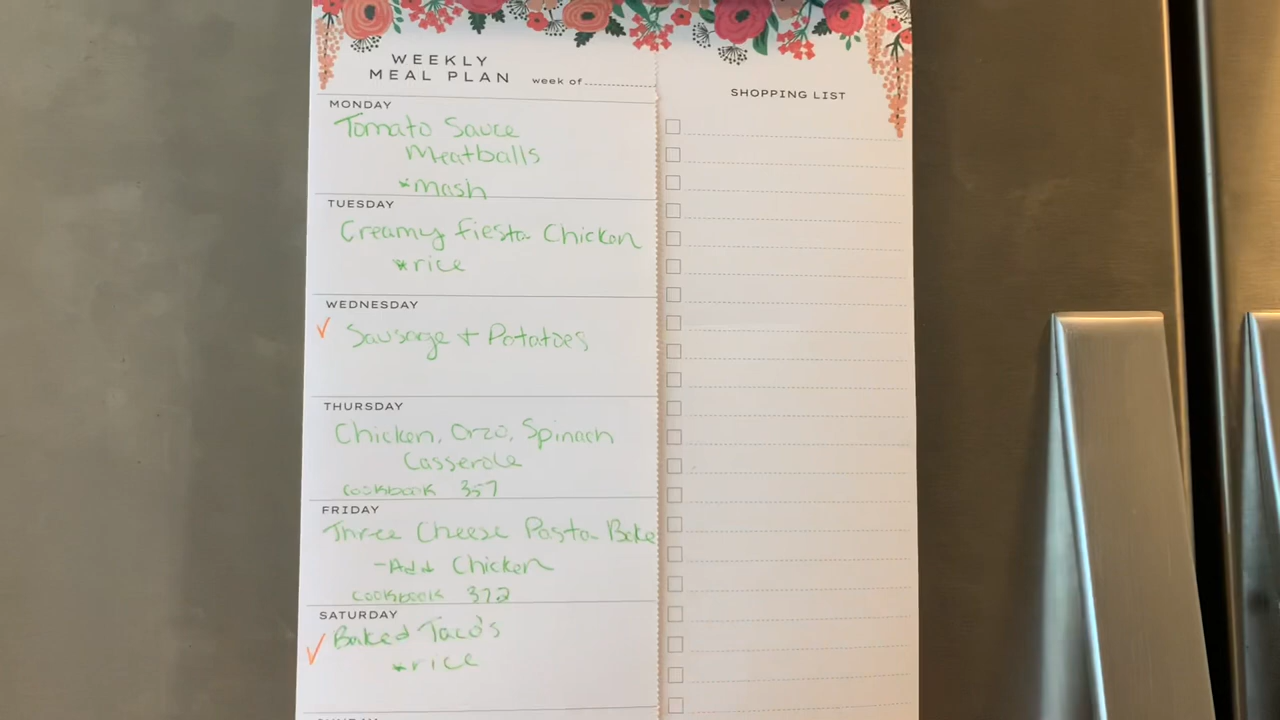 WEEKLY
MEAL PLAN
week of
MONDAY
Tomato Sauce
Meatballs
*mash
TUESDAY
Creamy fiesta Chicken
*rice
WEDNESDAY
✓ Sausage + Potatoes
THURSDAY
Chicken, Orzo, Spinach
Casserole
cookbook 357
FRIDAY
Three Cheese Pasta Bake
-Add Chicken
cookbook 372
SATURDAY
✓ Baked Taco's
*rice
SUNDAY
SHOPPING LIST